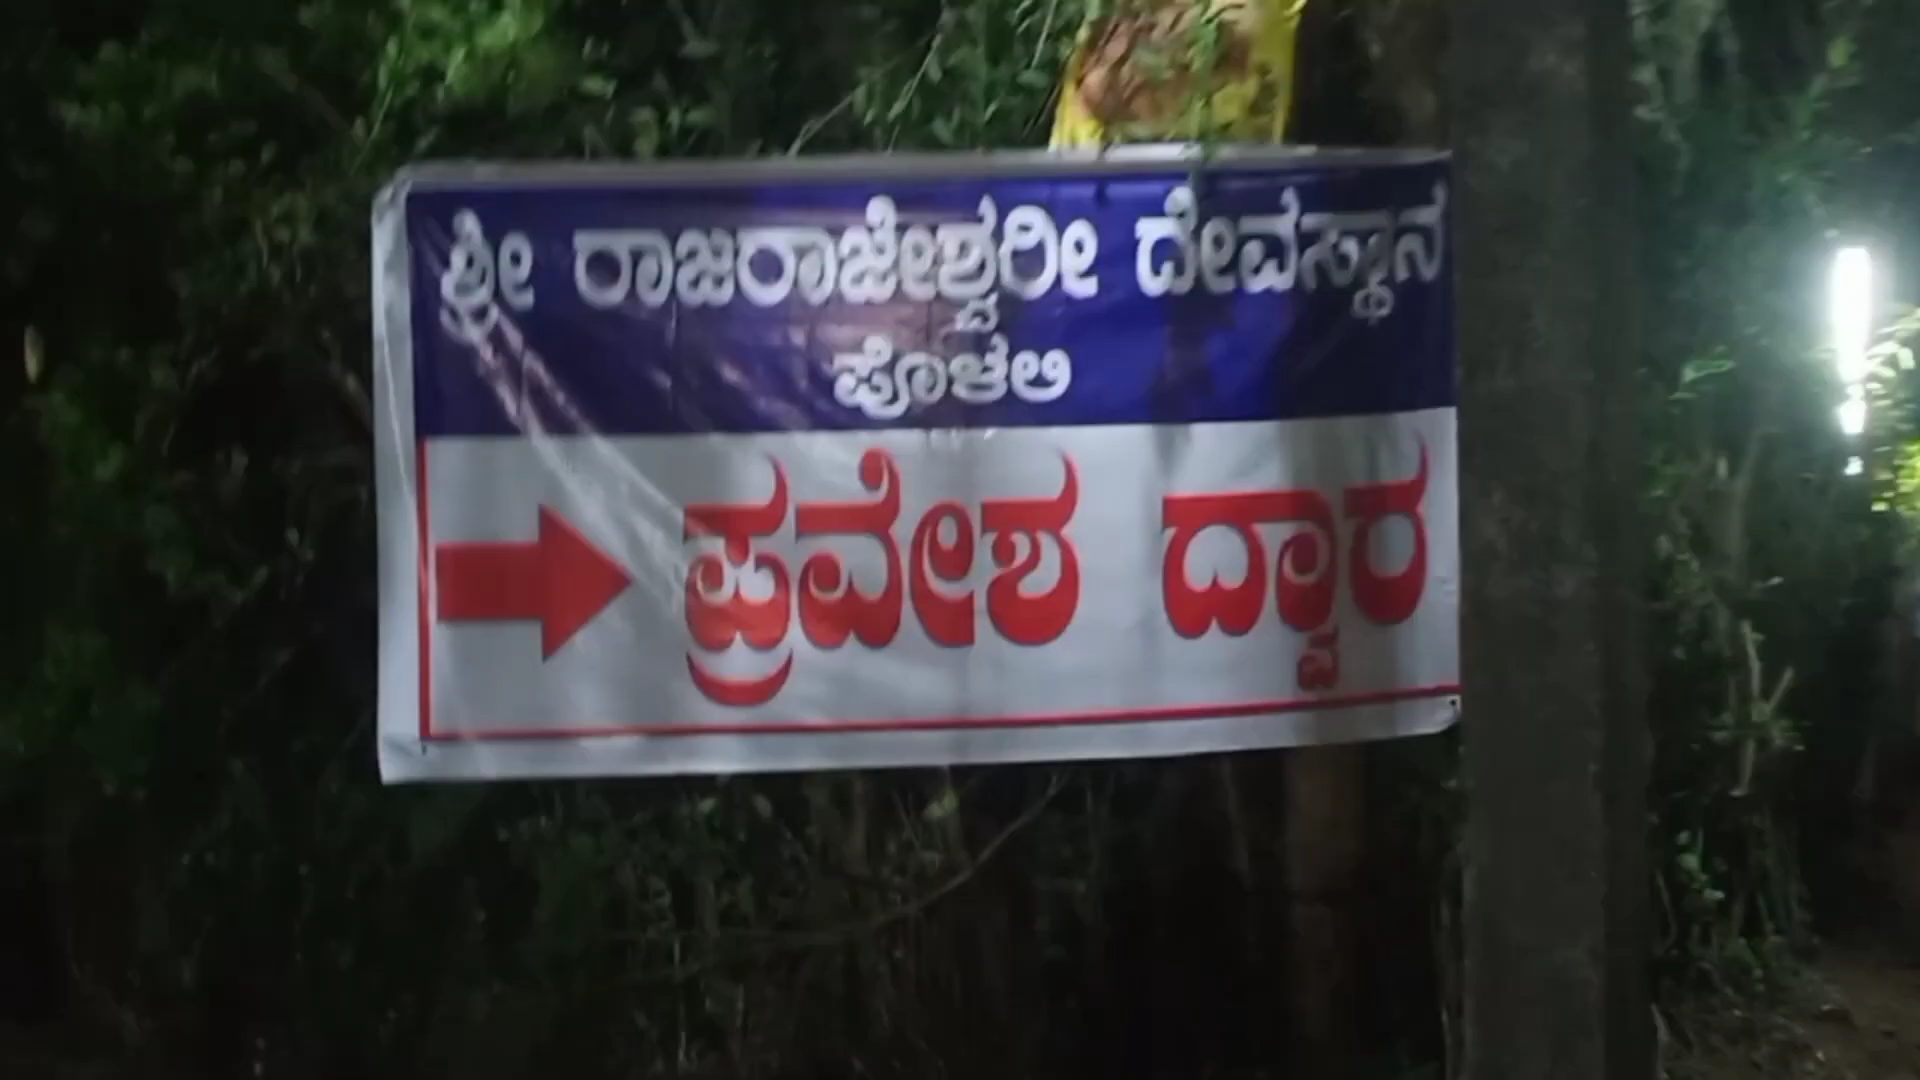 ಶ್ರೀ ರಾಜರಾಜೇಶ್ವರೀ ದೇವಸ್ಥಾನ
ಪೊಳಲಿ
ಪ್ರವೇಶ ದ್ವಾರ